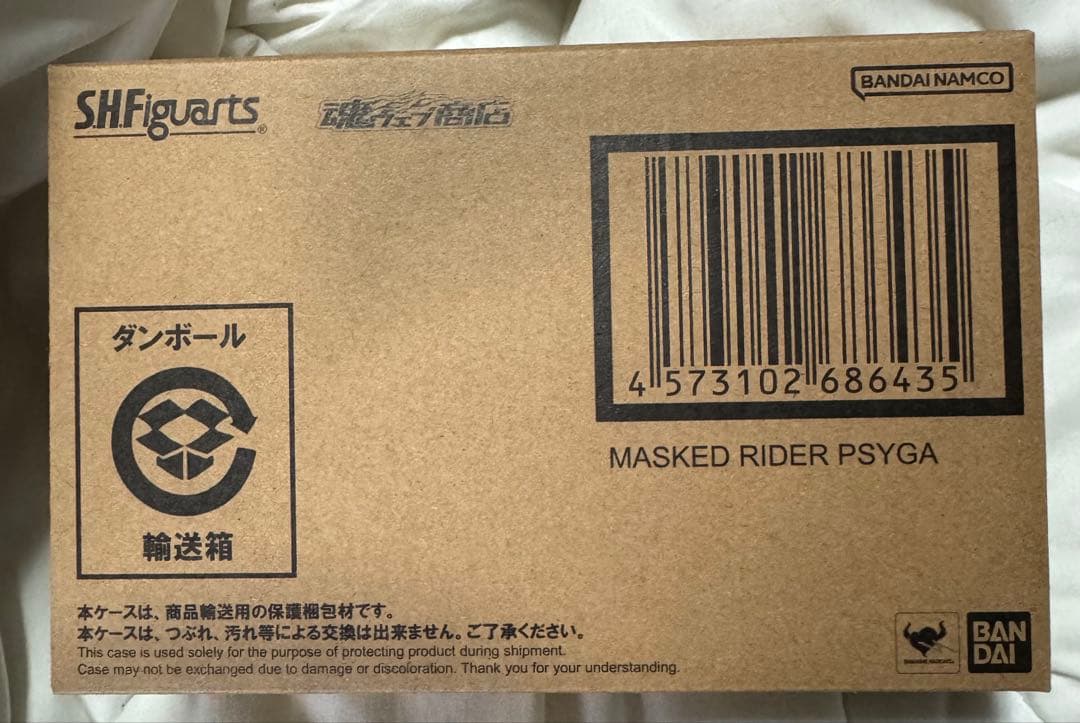 S.H.Figuarts®
魂ウェブ商店
BANDAI NAMCO
4 573102 686435
MASKED RIDER PSYGA
ダンボール
輸送箱
本ケースは、商品輸送用の保護梱包材です。
本ケースは、つぶれ、汚れ等による交換は出来ません。ご了承ください。
This case is used solely for the purpose of protecting product during shipment.
Case may not be exchanged due to damage or discoloration. Thank you for your understanding.
BAN
DAI